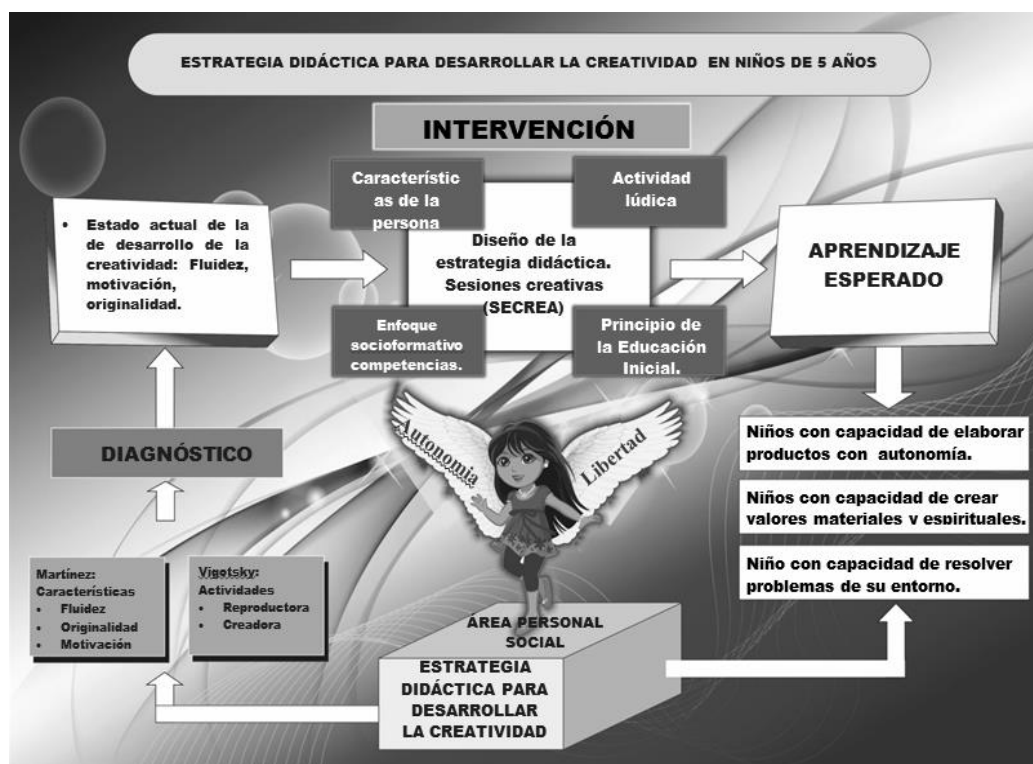 ESTRATEGIA DIDÁCTICA PARA DESARROLLAR LA CREATIVIDAD EN NIÑOS DE 5 AÑOS
INTERVENCIÓN
Característic
as de la
persona
Actividad
lúdica
• Estado actual de la
de desarrollo de la
creatividad: Fluidez,
motivación,
originalidad.
Diseño de la
estrategia didáctica.
Sesiones creativas
(SECREA)
APRENDIZAJE
ESPERADO
Enfoque
socioformativo
competencias.
Principio de
la Educación
Inicial.
Autonomia
Libertad
DIAGNÓSTICO
Niños con capacidad de elaborar
productos con autonomía.
Niños con capacidad de crear
valores materiales y espirituales.
Niño con capacidad de resolver
problemas de su entorno.
Martínez:
Características
• Fluidez
• Originalidad
• Motivación
Vigotsky:
Actividades
• Reproductora
• Creadora
ÁREA PERSONAL
SOCIAL
ESTRATEGIA
DIDÁCTICA PARA
DESARROLLAR
LA CREATIVIDAD